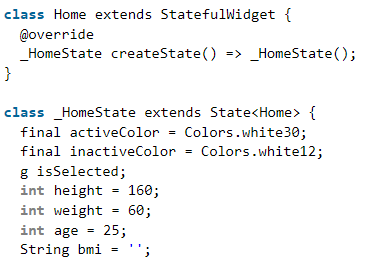 class Home extends StatefulWidget {
  @override
  _HomeState createState() => _HomeState();
}
class _HomeState extends State<Home> {
  final activeColor = Colors.white30;
  final inactiveColor = Colors.white12;
  g isSelected;
  int height = 160;
  int weight = 60;
  int age = 25;
  String bmi = '';